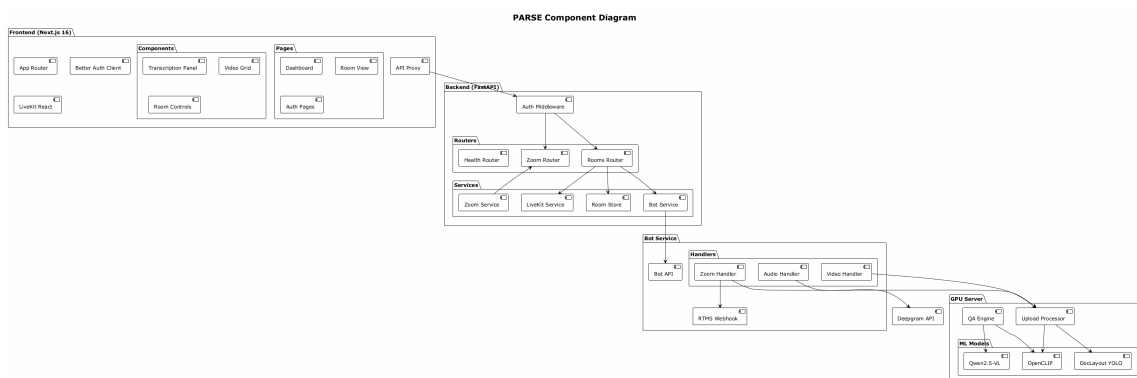 PARSE Component Diagram
Frontend (Next.js 16)
App Router
Better Auth Client
LiveKit React
Components
Transcription Panel
Video Grid
Room Controls
Pages
Dashboard
Room View
Auth Pages
API Proxy
Backend (FastAPI)
Auth Middleware
Routers
Health Router
Zoom Router
Rooms Router
Services
Zoom Service
LiveKit Service
Room Store
Bot Service
Bot Service
Bot API
Handlers
Zoom Handler
Audio Handler
Video Handler
RTMS Webhook
Deepgram API
GPU Server
QA Engine
Upload Processor
ML Models
Qwen2.5-VL
OpenCLIP
DocLayout YOLO